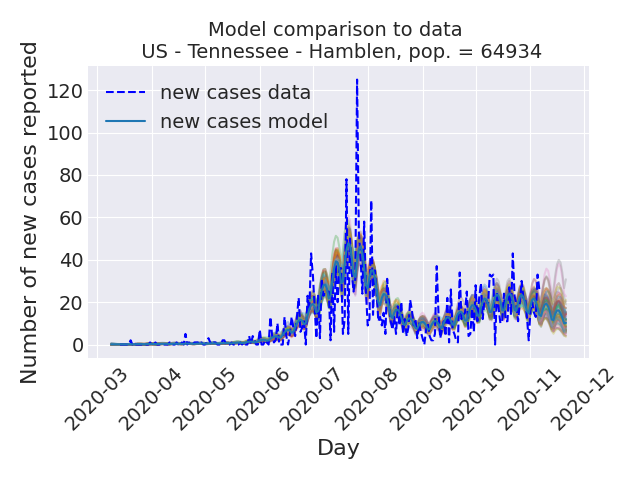 Model comparison to data
US - Tennessee - Hamblen, pop. = 64934
Number of new cases reported
120
100
80
60
40
20
0
new cases data
new cases model
2020-03
2020-04
2020-05
2020-06
2020-07
2020-08
2020-09
2020-10
2020-11
2020-12
Day